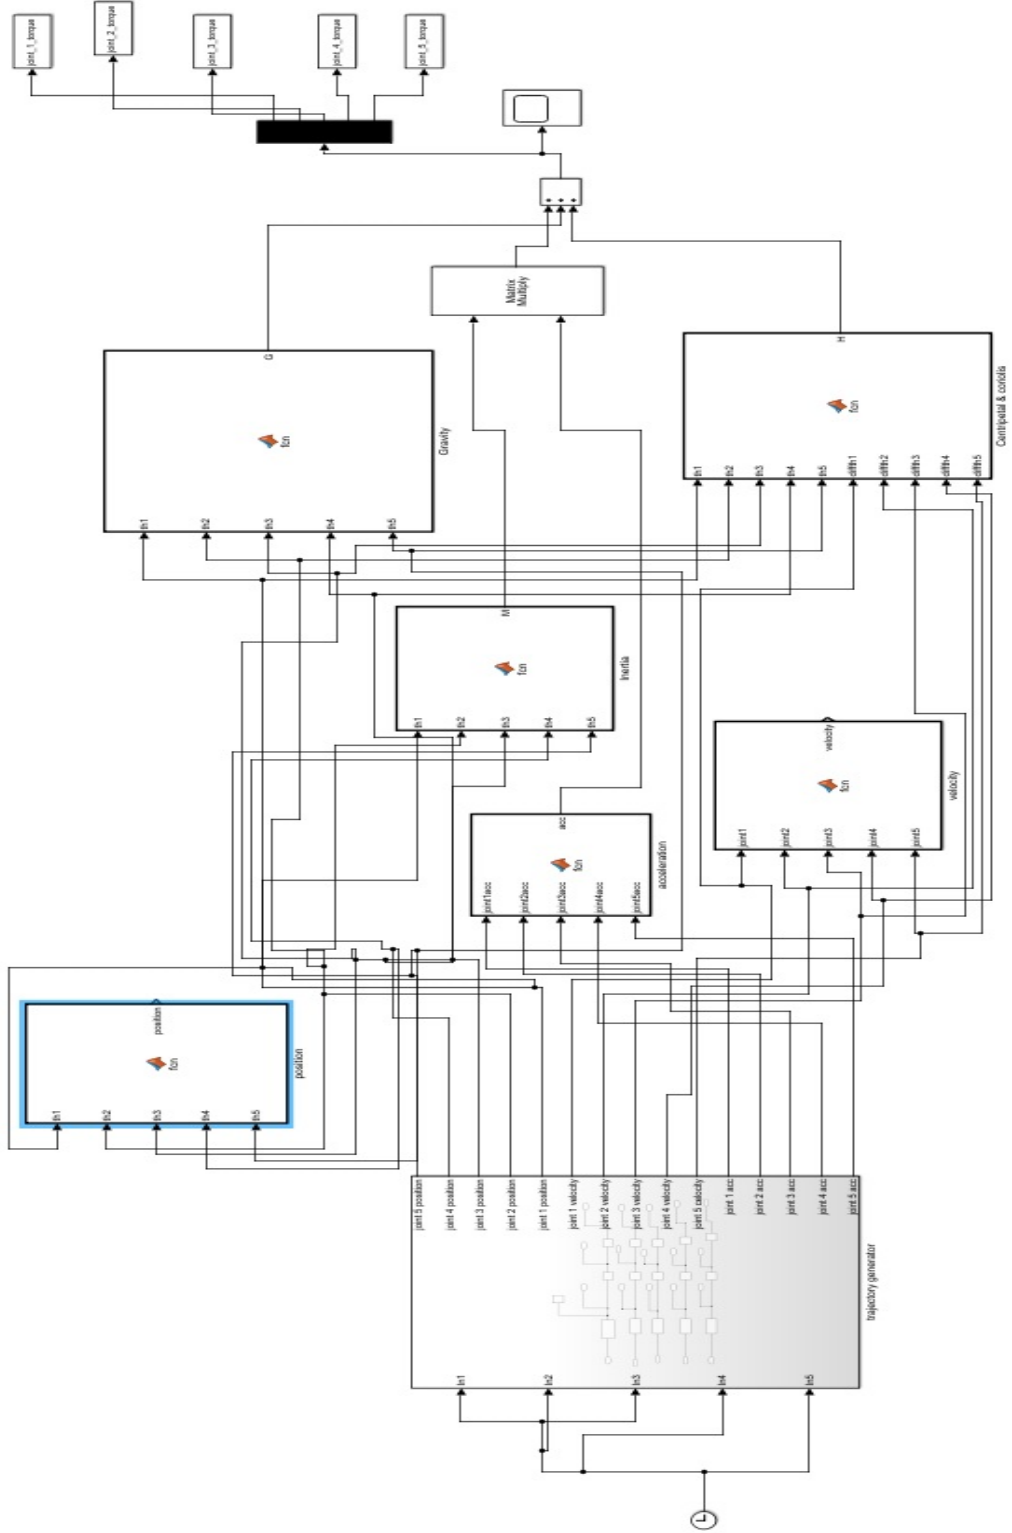 joint_1_torque
joint_2_torque
joint_3_torque
joint_4_torque
joint_5_torque
Matrix
Multiply
G
fcn
th1
th2
th3
th4
th5
Gravity
H
fcn
th1
th2
th3
th4
th5
diffth1
diffth2
diffth3
diffth4
diffth5
Centripetal & coriolis
M
fcn
th1
th2
th3
th4
th5
Inertia
velocity
fcn
joint1
joint2
joint3
joint4
joint5
velocity
acc
fcn
joint1acc
joint2acc
joint3acc
joint4acc
joint5acc
acceleration
position
fcn
th1
th2
th3
th4
th5
position
joint 5 position
joint 4 position
joint 3 position
joint 2 position
joint 1 position
joint 1 velocity
joint 2 velocity
joint 3 velocity
joint 4 velocity
joint 5 velocity
joint 1 acc
joint 2 acc
joint 3 acc
joint 4 acc
joint 5 acc
In1
In2
In3
In4
In5
trajectory generator